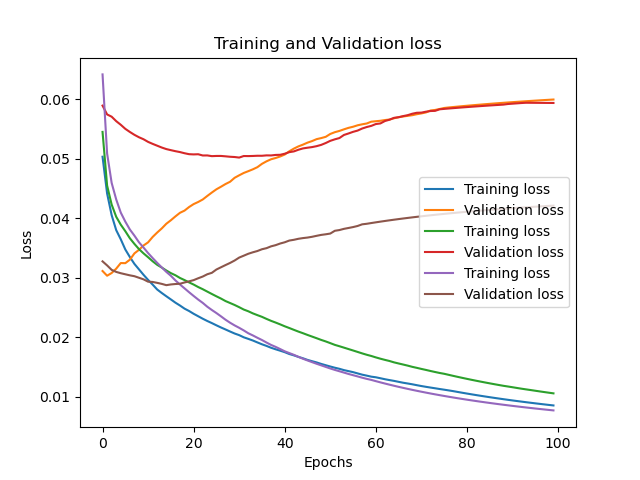 Training and Validation loss
Loss
0.06
0.05
0.04
0.03
0.02
0.01
Training loss
Validation loss
Training loss
Validation loss
Training loss
Validation loss
0 20 40 60 80 100
Epochs